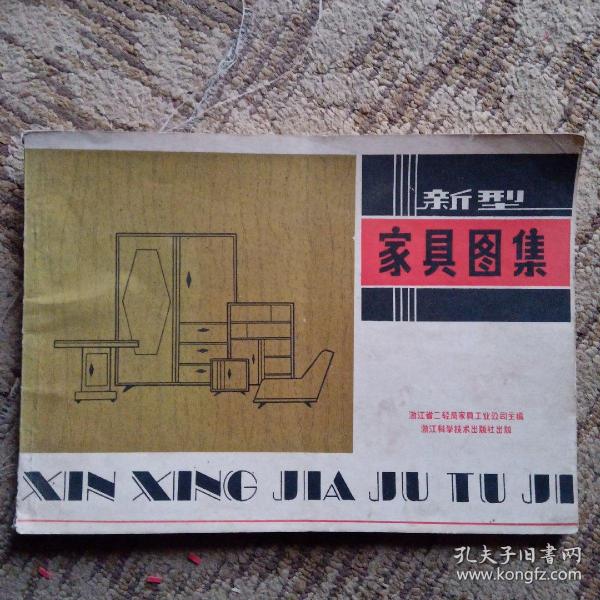 新型
家具图集
浙江省二轻局家具工业公司主编
浙江科学技术出版社出版
XIN XING JIA JU TU JI
孔夫子旧書网
www.kongfz.com